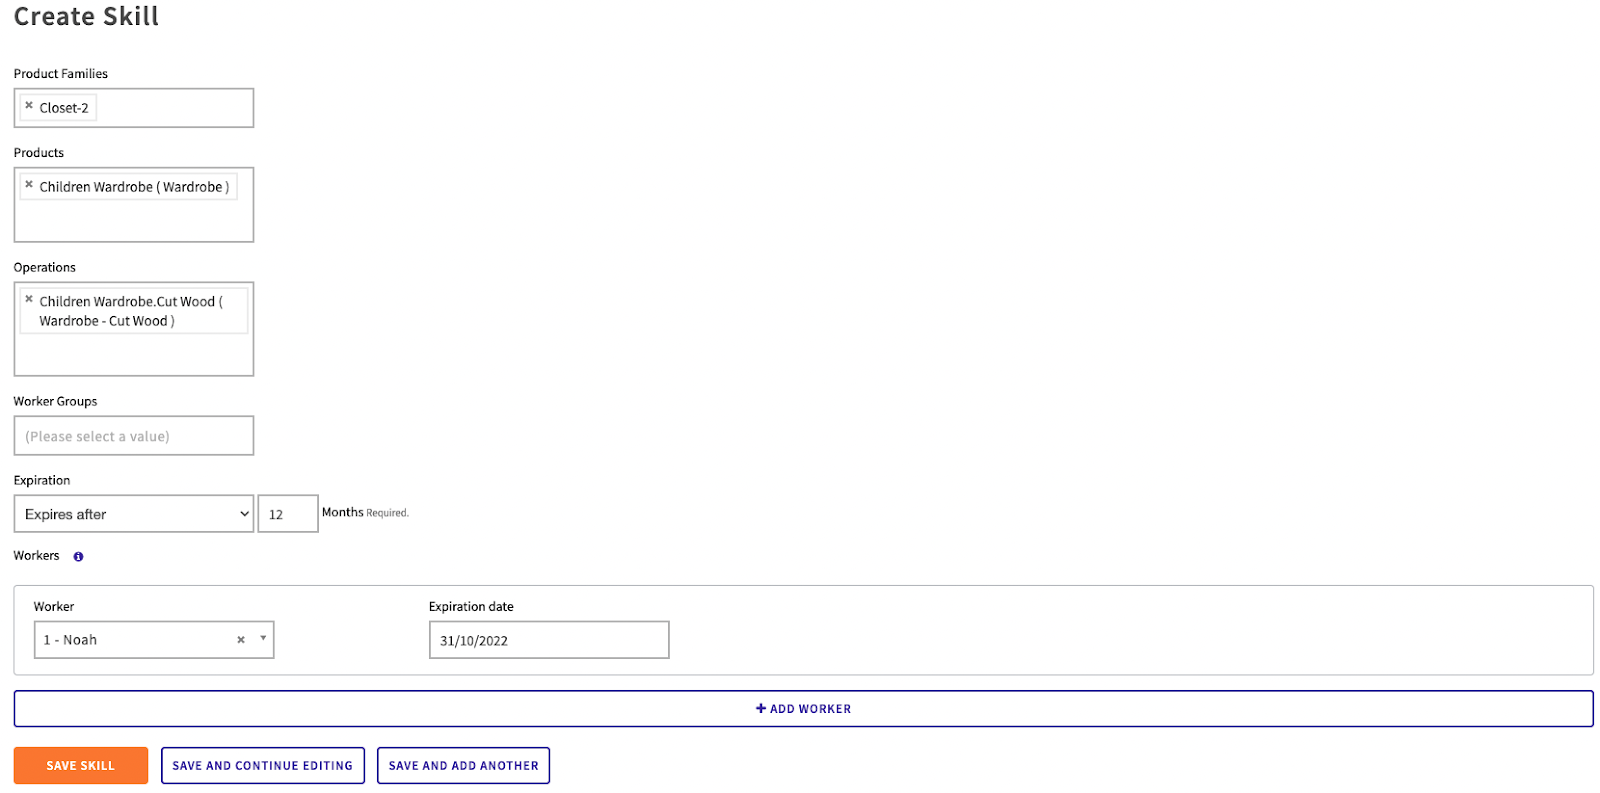 Create Skill
Product Families
× Closet-2
Products
× Children Wardrobe ( Wardrobe )
Operations
× Children Wardrobe.Cut Wood (
Wardrobe - Cut Wood )
Worker Groups
(Please select a value)
Expiration
Expires after 12 Months Required.
Workers
Worker Expiration date
1 - Noah × 31/10/2022
+ ADD WORKER
SAVE SKILL SAVE AND CONTINUE EDITING SAVE AND ADD ANOTHER